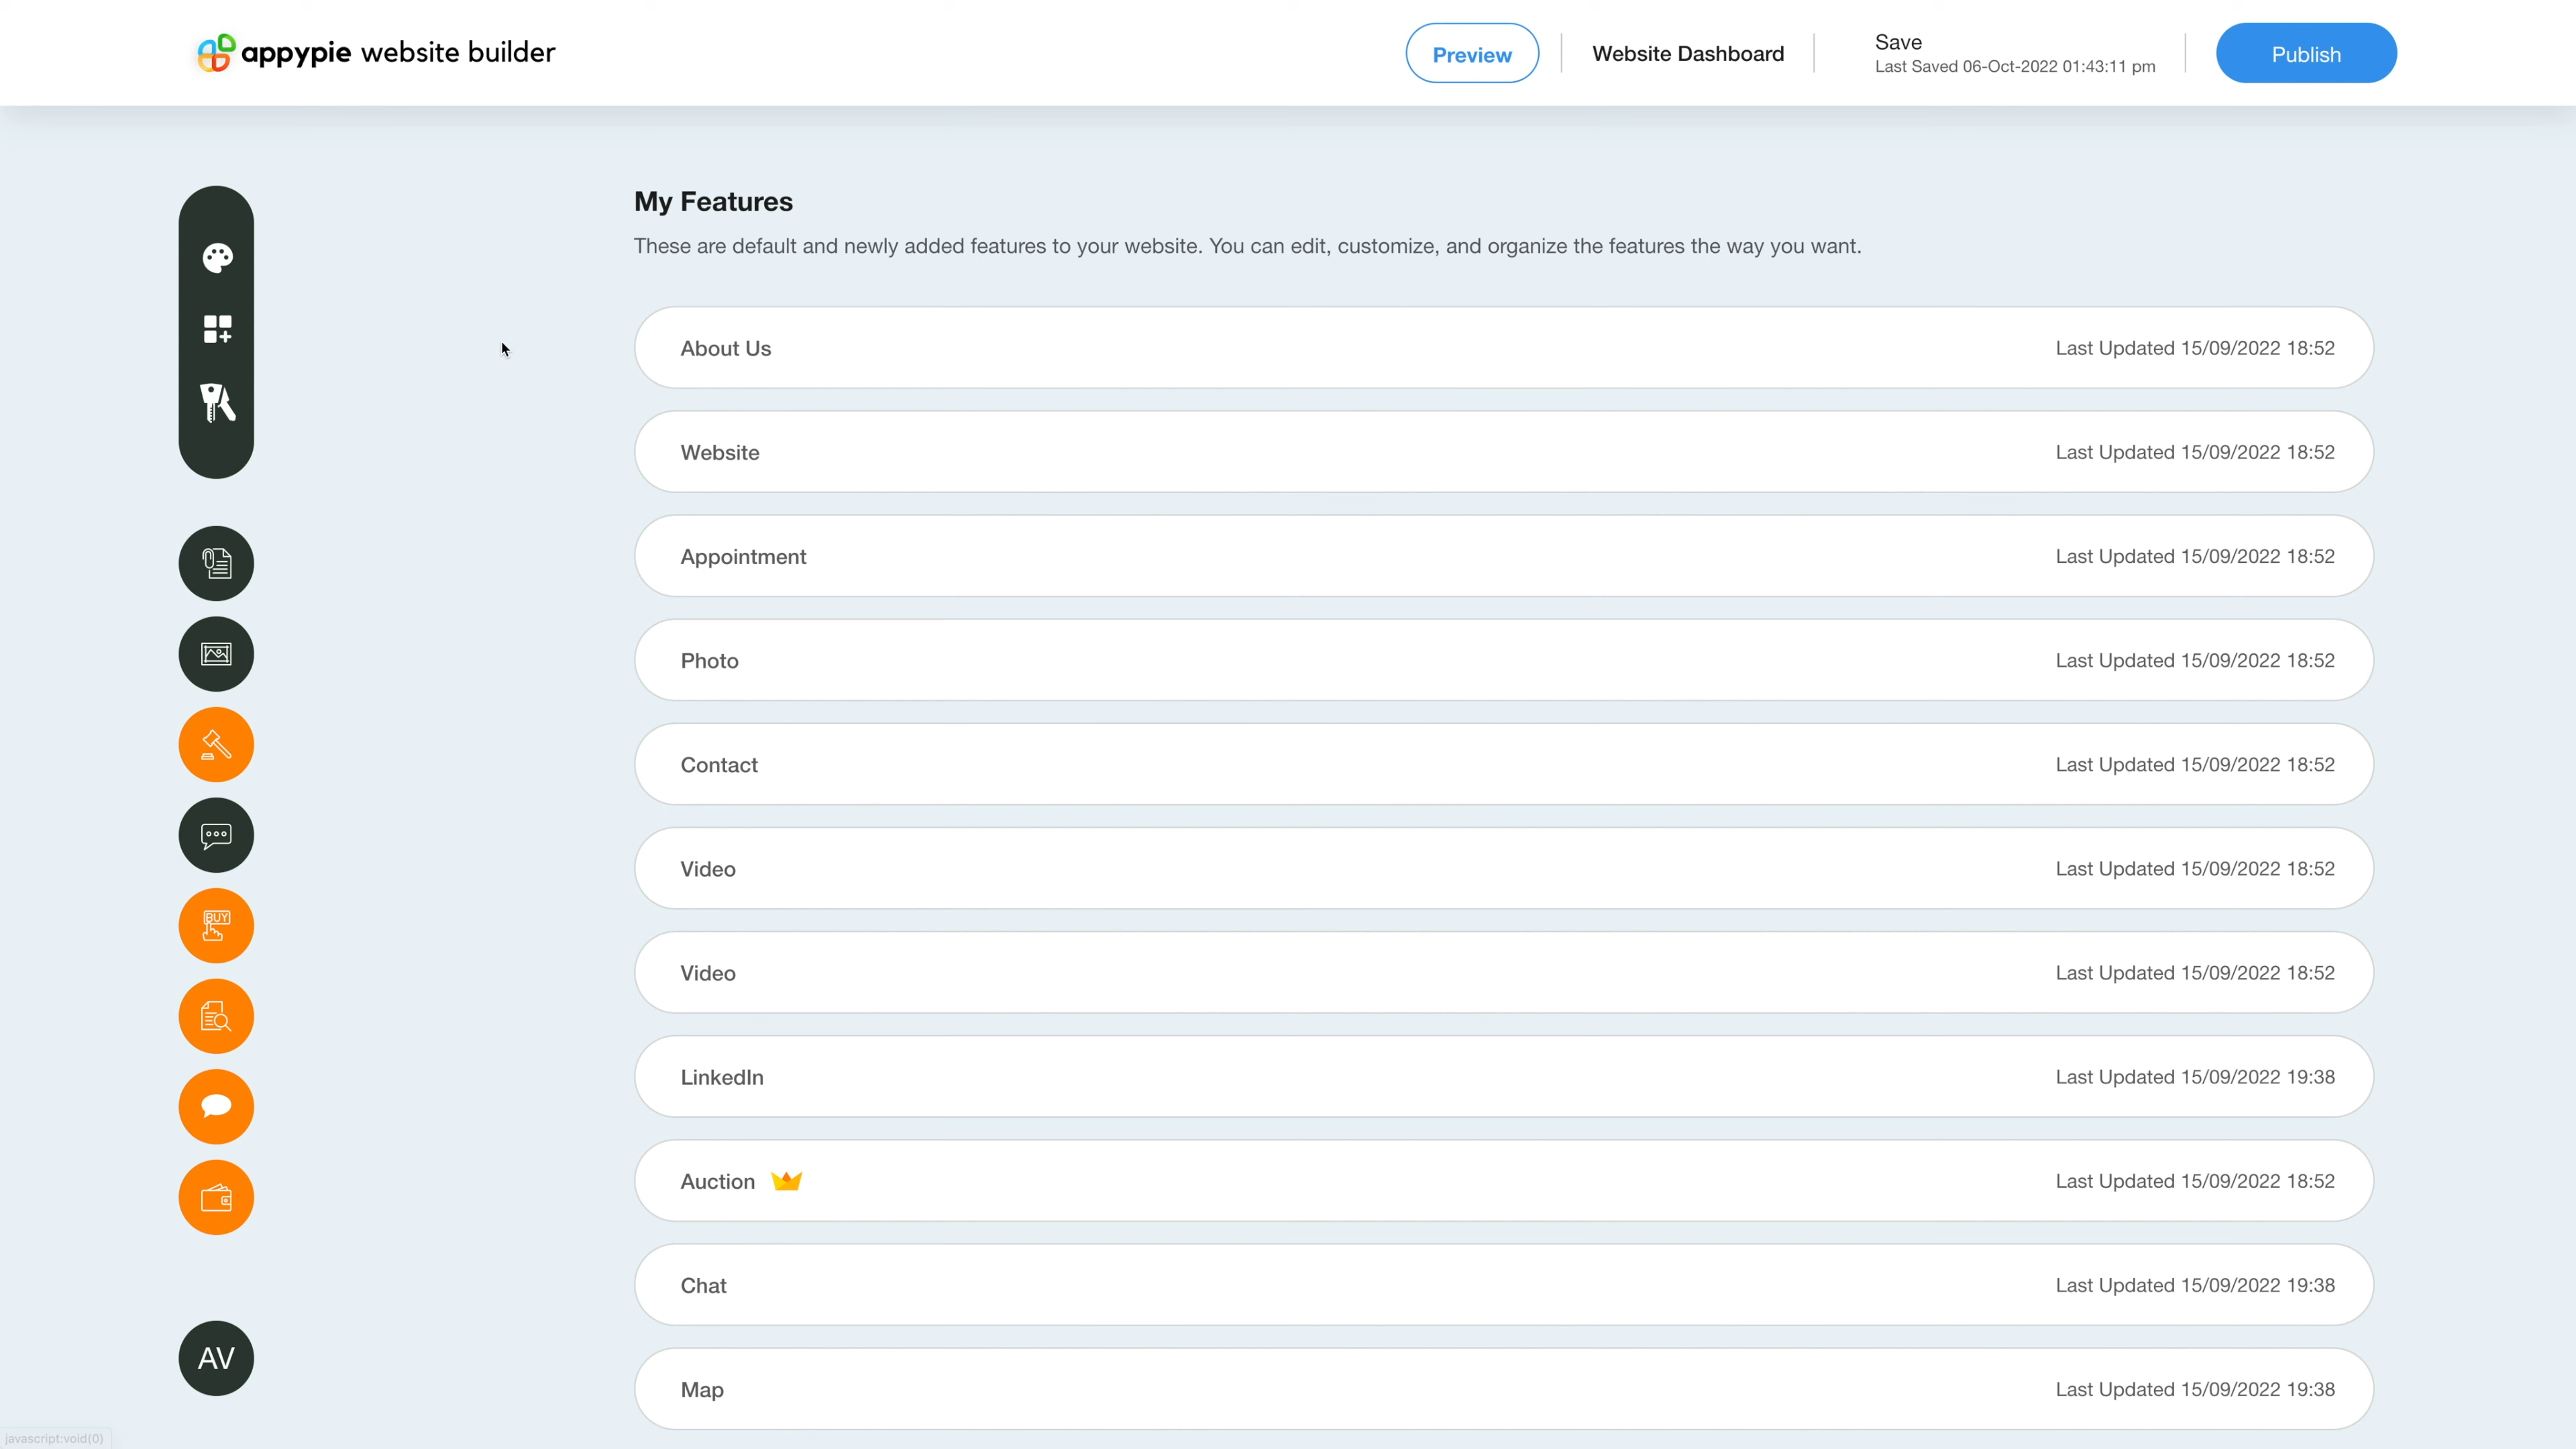 appypie website builder
Preview
Website Dashboard
Save
Last Saved 06-Oct-2022 01:43:11 pm
Publish
My Features
These are default and newly added features to your website. You can edit, customize, and organize the features the way you want.
About Us Last Updated 15/09/2022 18:52
Website Last Updated 15/09/2022 18:52
Appointment Last Updated 15/09/2022 18:52
Photo Last Updated 15/09/2022 18:52
Contact Last Updated 15/09/2022 18:52
Video Last Updated 15/09/2022 18:52
Video Last Updated 15/09/2022 18:52
BUY
LinkedIn Last Updated 15/09/2022 19:38
Auction Last Updated 15/09/2022 18:52
Chat Last Updated 15/09/2022 19:38
AV
Map Last Updated 15/09/2022 19:38
javascript:void(0)